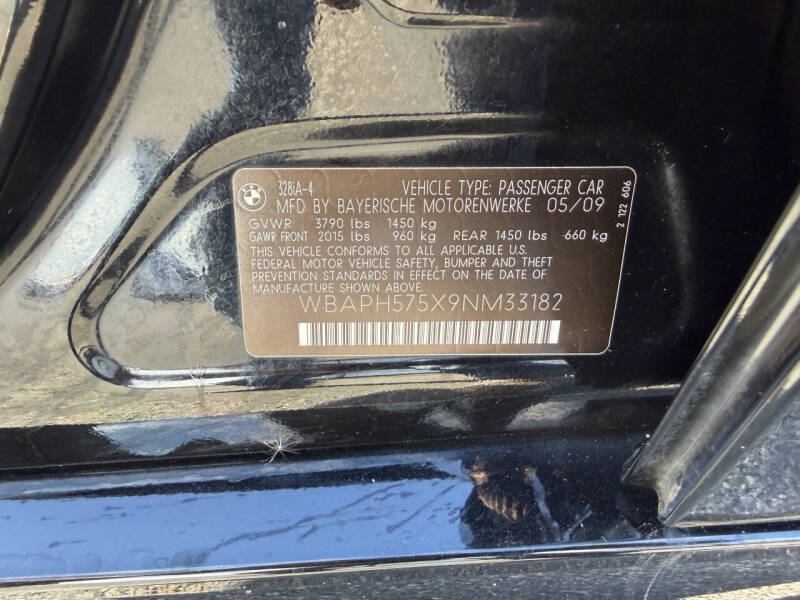 328iA-4 VEHICLE TYPE: PASSENGER CAR
MFD BY BAYERISCHE MOTORENWERKE 05/09
GVWR 3790 lbs 1450 kg
GAWR FRONT 2015 lbs 960 kg REAR 1450 lbs 660 kg
THIS VEHICLE CONFORMS TO ALL APPLICABLE U.S.
FEDERAL MOTOR VEHICLE SAFETY, BUMPER AND THEFT
PREVENTION STANDARDS IN EFFECT ON THE DATE OF
MANUFACTURE SHOWN ABOVE.
WBAPH575X9NM33182
2 122 606